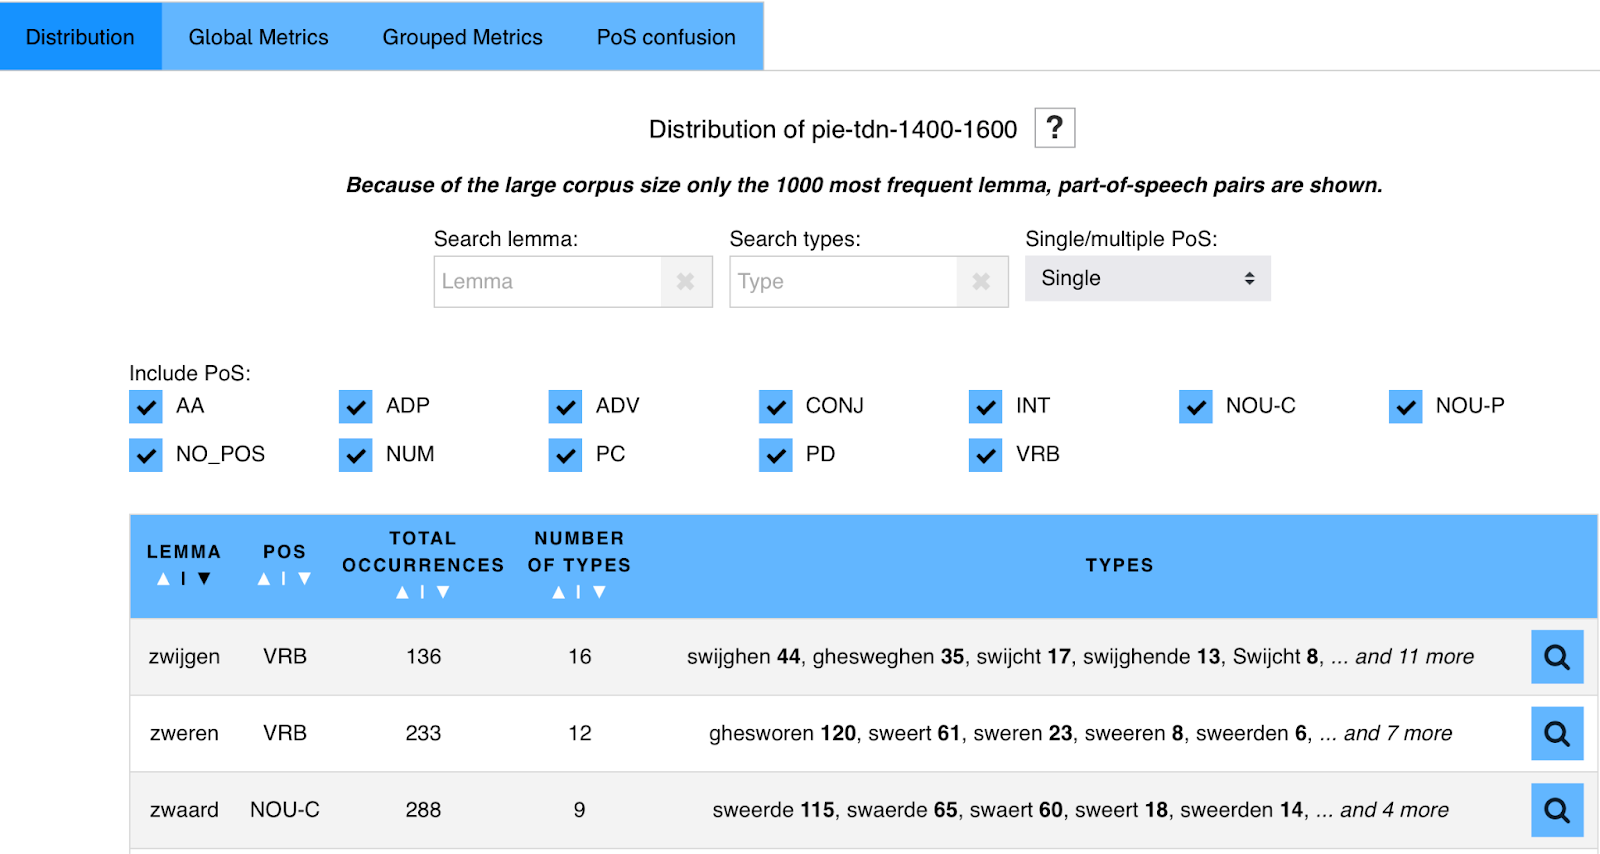 Distribution Global Metrics Grouped Metrics PoS confusion
Distribution of pie-tdn-1400-1600 ?
Because of the large corpus size only the 1000 most frequent lemma, part-of-speech pairs are shown.
Search lemma: Search types: Single/multiple PoS:
Lemma Type Single
Include PoS:
AA ADP ADV CONJ INT NOU-C NOU-P
NO_POS NUM PC PD VRB
LEMMA POS TOTAL OCCURRENCES NUMBER OF TYPES TYPES
zwijgen VRB 136 16 swijghen 44, ghesweghen 35, swijcht 17, swijghende 13, Swijcht 8, ... and 11 more
zweren VRB 233 12 ghesworen 120, sweert 61, sweren 23, sweeren 8, sweerden 6, ... and 7 more
zwaard NOU-C 288 9 sweerde 115, swaerde 65, swaert 60, sweert 18, sweerden 14, ... and 4 more